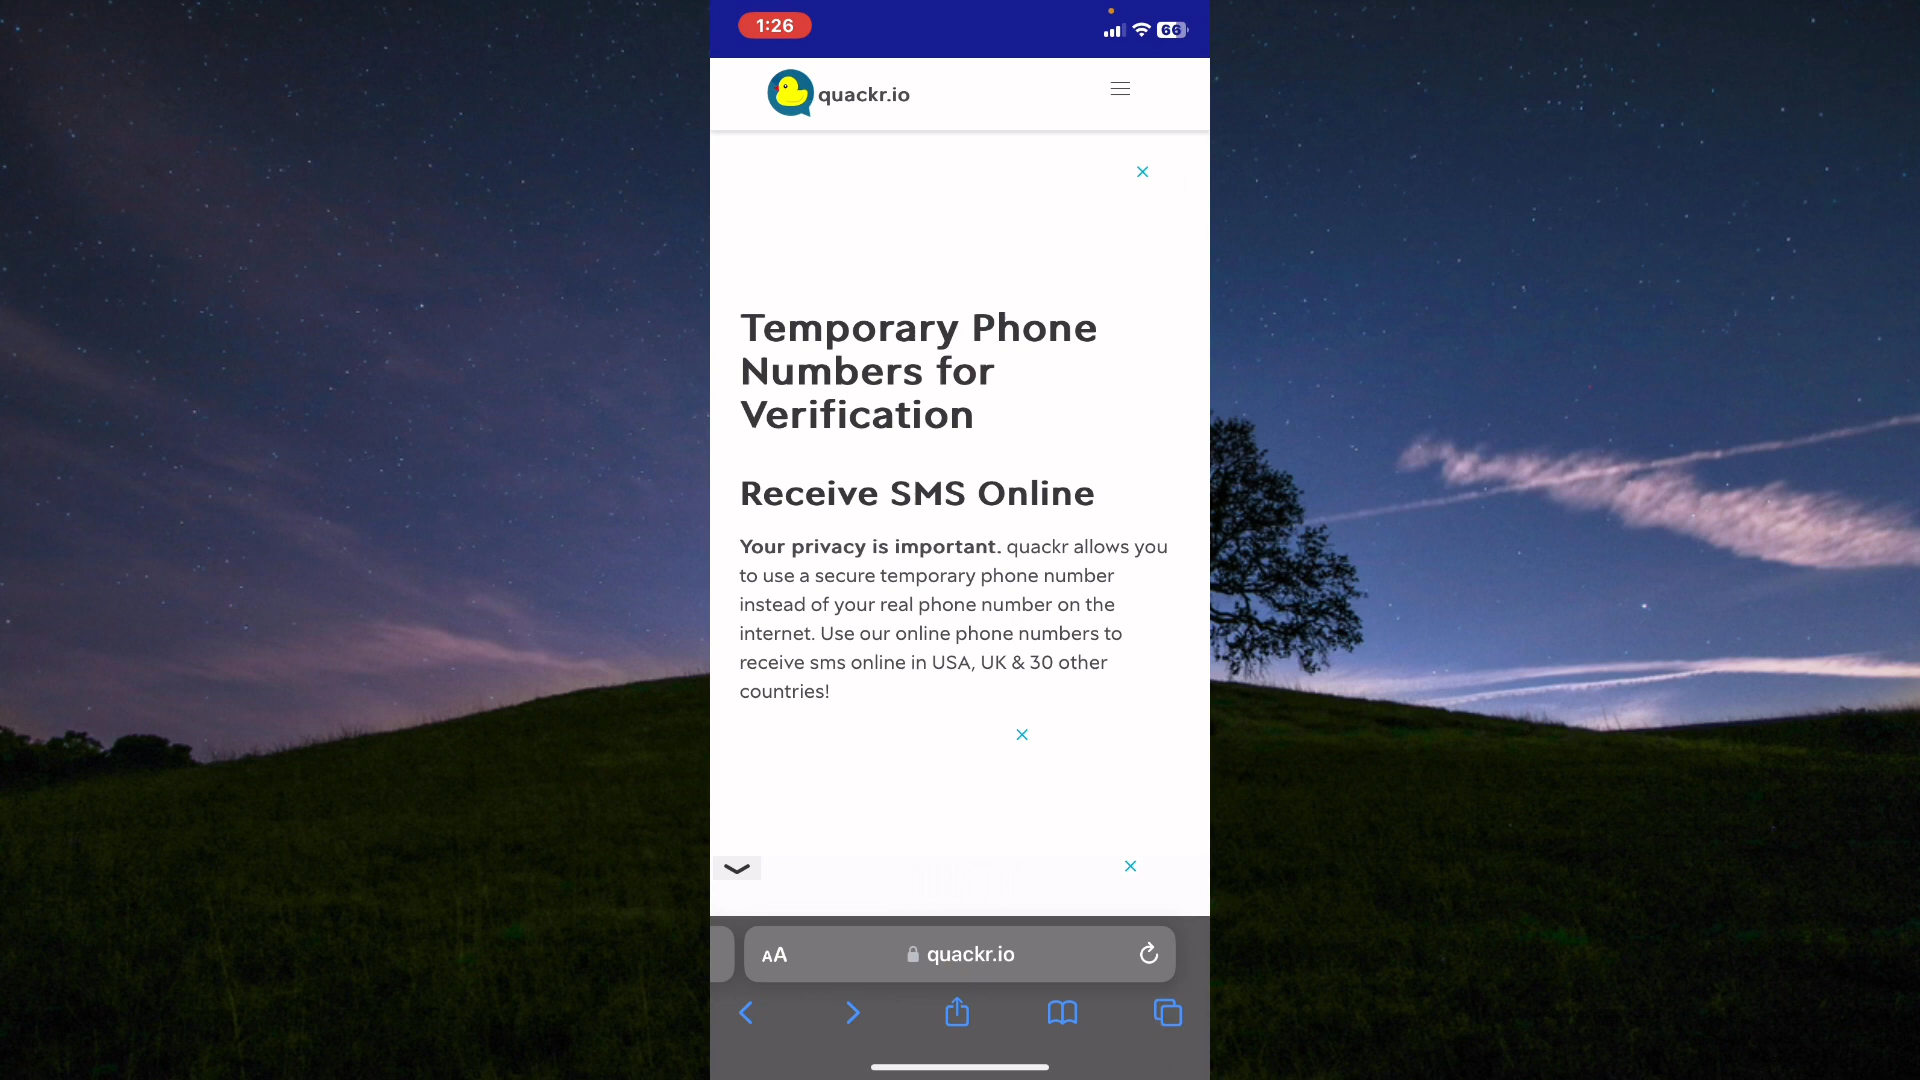 1:26
66
quackr.io
Temporary Phone
Numbers for
Verification
Receive SMS Online
Your privacy is important. quackr allows you
to use a secure temporary phone number
instead of your real phone number on the
internet. Use our online phone numbers to
receive sms online in USA, UK & 30 other
countries!
AA quackr.io